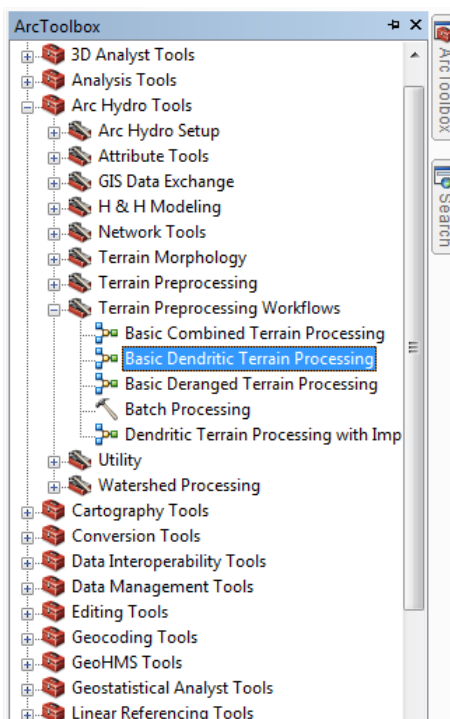 ArcToolbox
3D Analyst Tools
Analysis Tools
Arc Hydro Tools
Arc Hydro Setup
Attribute Tools
GIS Data Exchange
H & H Modeling
Network Tools
Terrain Morphology
Terrain Preprocessing
Terrain Preprocessing Workflows
Basic Combined Terrain Processing
Basic Dendritic Terrain Processing
Basic Deranged Terrain Processing
Batch Processing
Dendritic Terrain Processing with Imp
Utility
Watershed Processing
Cartography Tools
Conversion Tools
Data Interoperability Tools
Data Management Tools
Editing Tools
Geocoding Tools
GeoHMS Tools
Geostatistical Analyst Tools
Linear Referencing Tools
ArcToolbox
Search